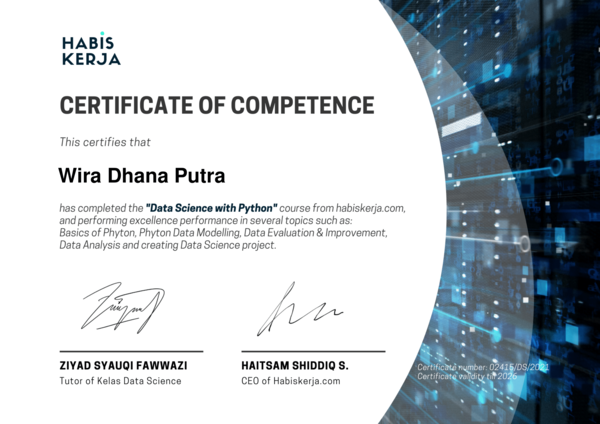 HABIS
KERJA
CERTIFICATE OF COMPETENCE
This certifies that
Wira Dhana Putra
has completed the "Data Science with Python" course from habiskerja.com,
and performing excellence performance in several topics such as:
Basics of Phyton, Phyton Data Modelling, Data Evaluation & Improvement,
Data Analysis and creating Data Science project.
ZIYAD SYAUQI FAWWAZI
Tutor of Kelas Data Science
HAITSAM SHIDDIQ S.
CEO of Habiskerja.com
Certificate number: 02415/DS/2021
Certificate validity till 2026